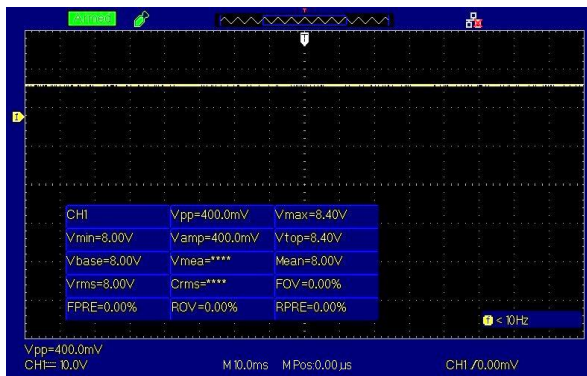 T
CH1 Vpp=400.0mV Vmax=8.40V
Vmin=8.00V Vamp=400.0mV Vtop=8.40V
Vbase=8.00V Vmea=**** Mean=8.00V
Vrms=8.00V Crms=**** FOV=0.00%
FPRE=0.00% ROV=0.00% RPRE=0.00%
f < 10Hz
Vpp=400.0mV
CH1 10.0V M 10.0ms M Pos:0.00 μs CH1 0.00mV